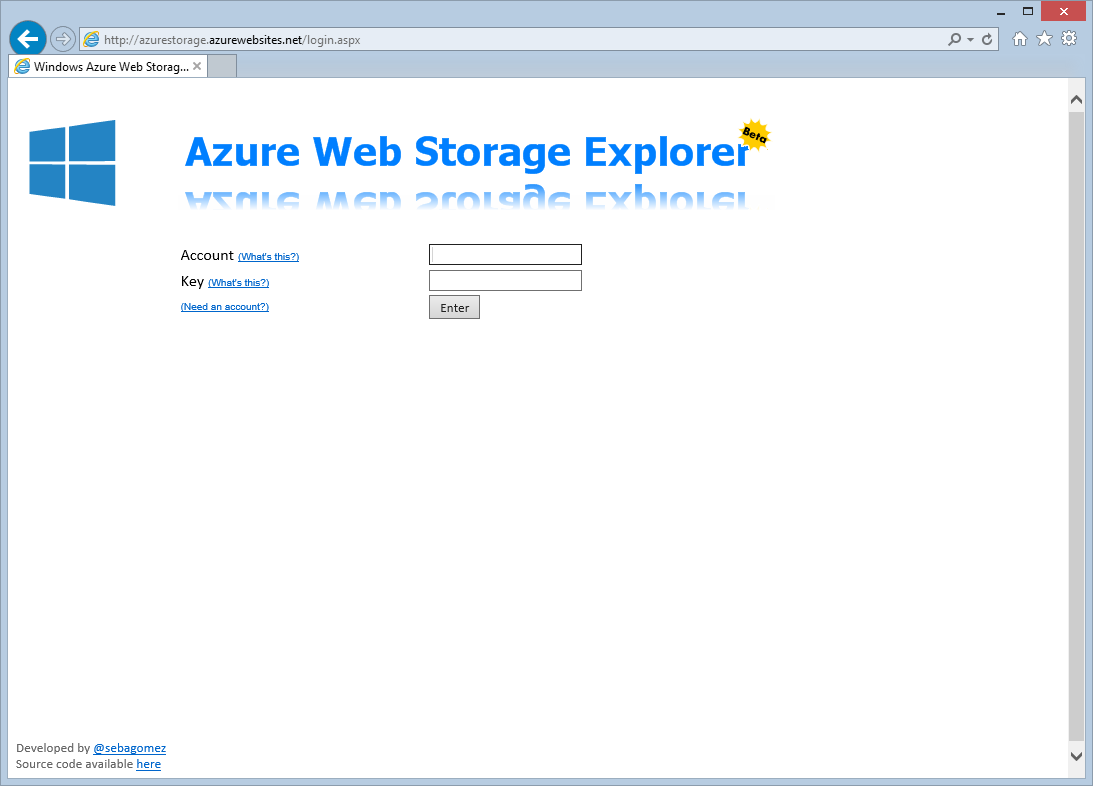 http://azurestorage.azurewebsites.net/login.aspx
Windows Azure Web Storag...
Azure Web Storage Explorer
Beta
Account (What's this?)
Key (What's this?)
(Need an account?)
Enter
Developed by @sebagomez
Source code available here